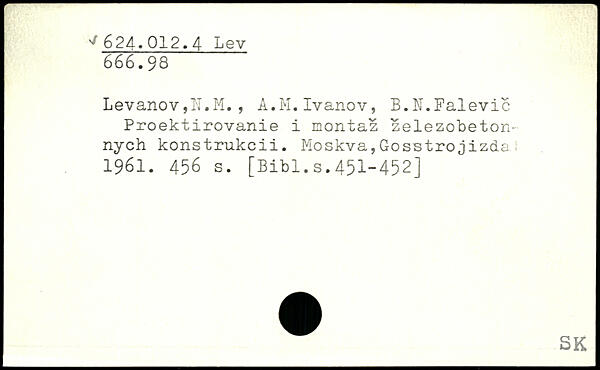 624.012.4 Lev
666.98
Levanov,N.M., A.M.Ivanov, B.N.Falevič
Proektirovanie i montaž železobeton-
nych konstrukcii. Moskva,Gosstrojizda
1961. 456 s. [Bibl.s.451-452]
SK